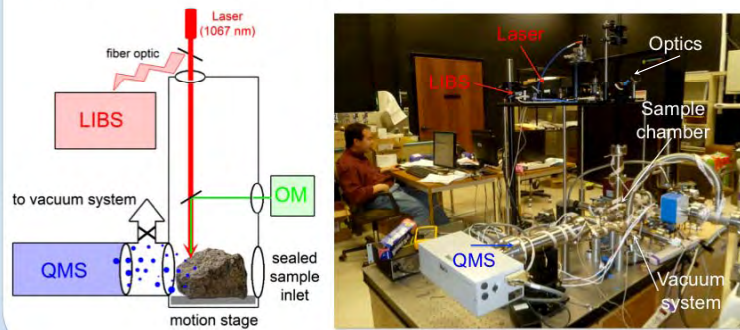 Laser
(1067 nm)
fiber optic
LIBS
to vacuum system
OM
QMS
sealed
sample
inlet
motion stage
Laser
Optics
LIBS
Sample
chamber
QMS
Vacuum
system